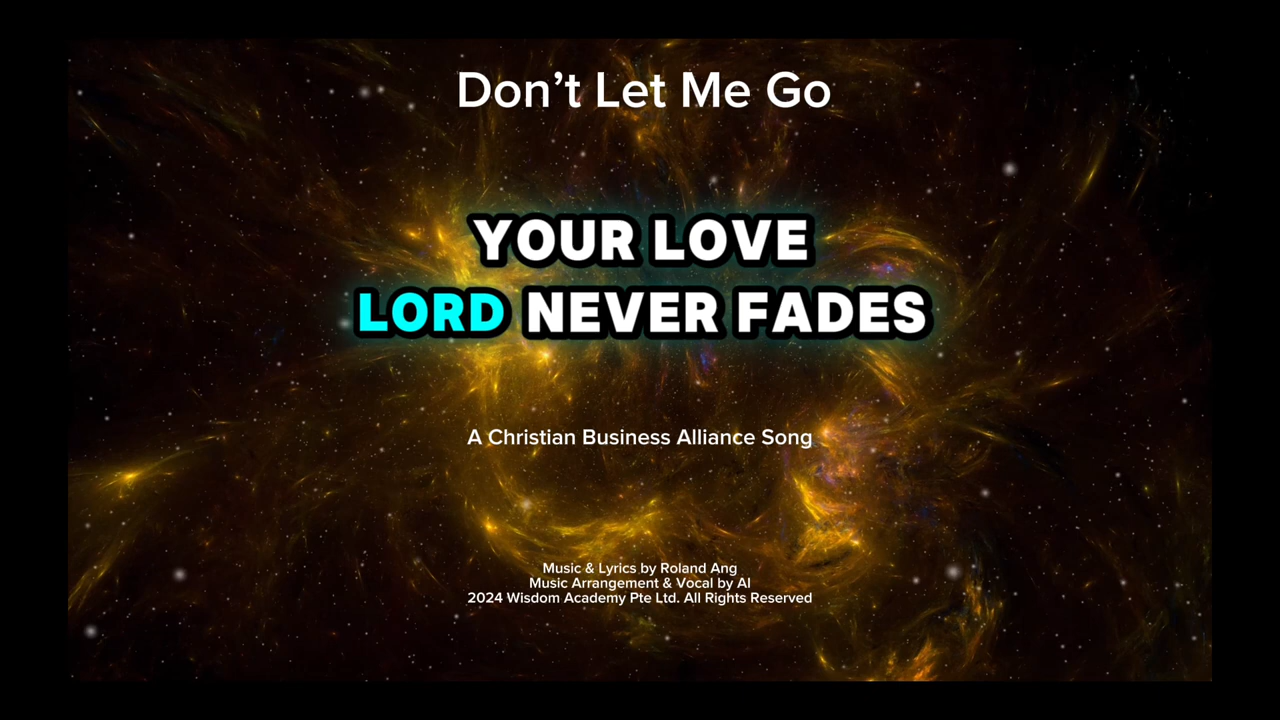 Don’t Let Me Go
YOUR LOVE
LORD NEVER FADES
A Christian Business Alliance Song
Music & Lyrics by Roland Ang
Music Arrangement & Vocal by AI
2024 Wisdom Academy Pte Ltd. All Rights Reserved